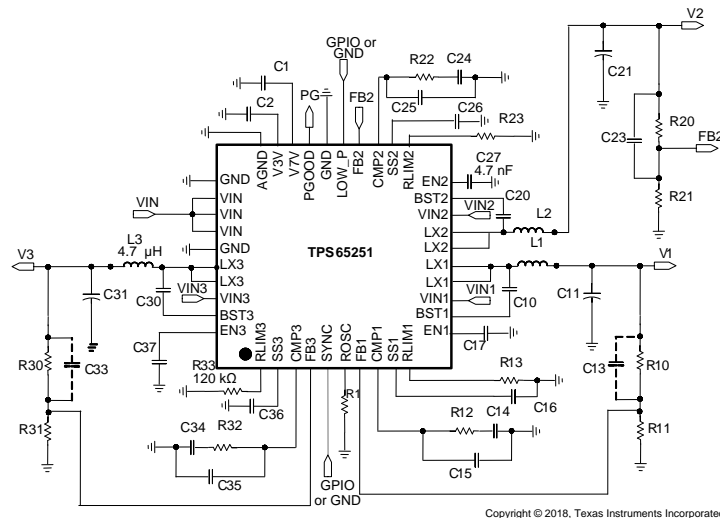 GPIO or
GND
V2
R22
C24
C1
PG
FB2
C21
C25
C26
C2
R23
C23
R20
FB2
R21
AGND
V3V
V7V
PGOOD
GND
LOW_P
FB2
CMP2
SS2
RLIM2
C27
4.7 nF
GND
EN2
VIN
BST2
C20
VIN
VIN
VIN2
VIN2
VIN
LX2
L2
GND
LX2
L1
TPS65251
V3
L3
4.7 µH
LX3
LX1
V1
LX3
LX1
C31
C30
VIN3
VIN3
VIN1
VIN1
C10
C11
BST3
BST1
EN3
EN1
C17
C37
RLIM3
SS3
CMP3
FB3
SYNC
ROSC
FB1
CMP1
SS1
RLIM1
R30
C33
R33
120 kΩ
R13
C13
R10
R1
C36
C16
R31
C34
R32
R12
C14
R11
C35
C15
GPIO
or GND
Copyright © 2018, Texas Instruments Incorporated